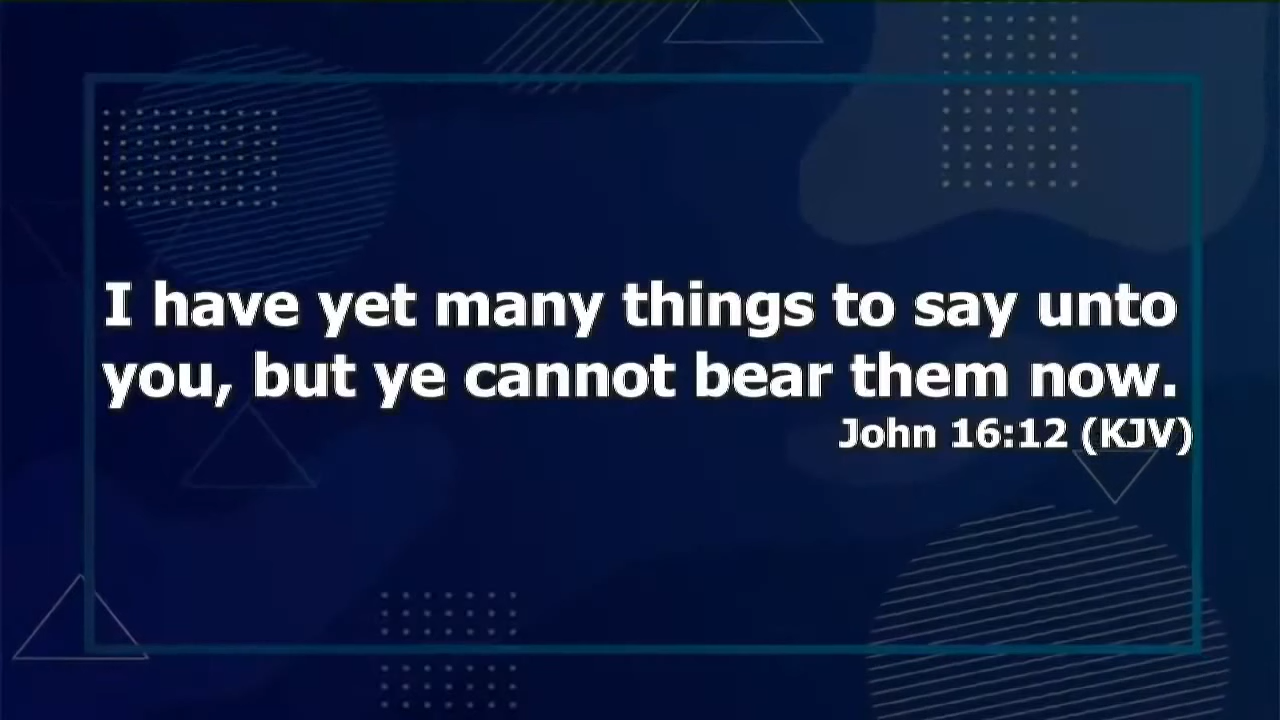 I have yet many things to say unto
you, but ye cannot bear them now.
John 16:12 (KJV)